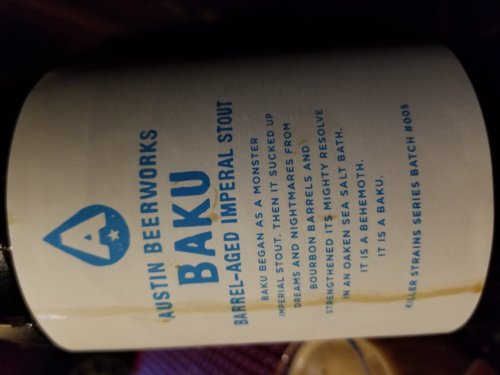 AUSTIN BEERWORKS
BAKU
BARREL-AGED IMPERIAL STOUT
BAKU BEGAN AS A MONSTER
IMPERIAL STOUT. THEN IT SUCKED UP
DREAMS AND NIGHTMARES FROM
BOURBON BARRELS AND
STRENGTHENED ITS MIGHTY RESOLVE
IN AN OAKEN SEA SALT BATH.
IT IS A BEHEMOTH.
IT IS A BAKU.
KILLER STRAINS SERIES BATCH #005